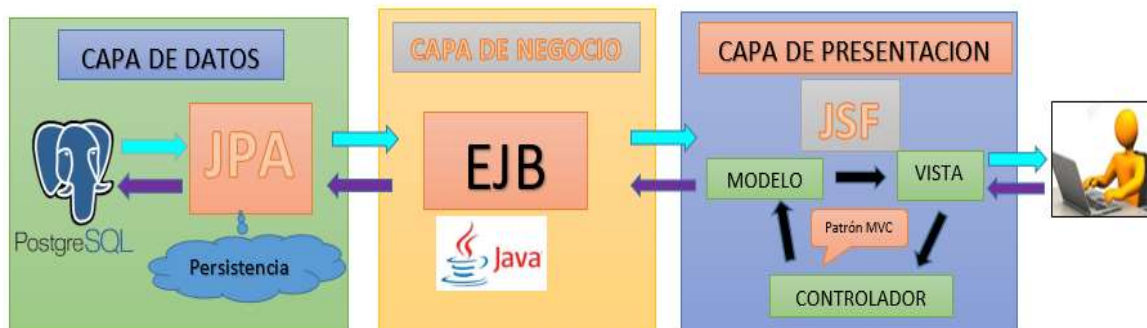 CAPA DE DATOS
PostgreSQL
JPA
Persistencia
CAPA DE NEGOCIO
EJB
Java
CAPA DE PRESENTACION
JSF
MODELO
VISTA
Patrón MVC
CONTROLADOR